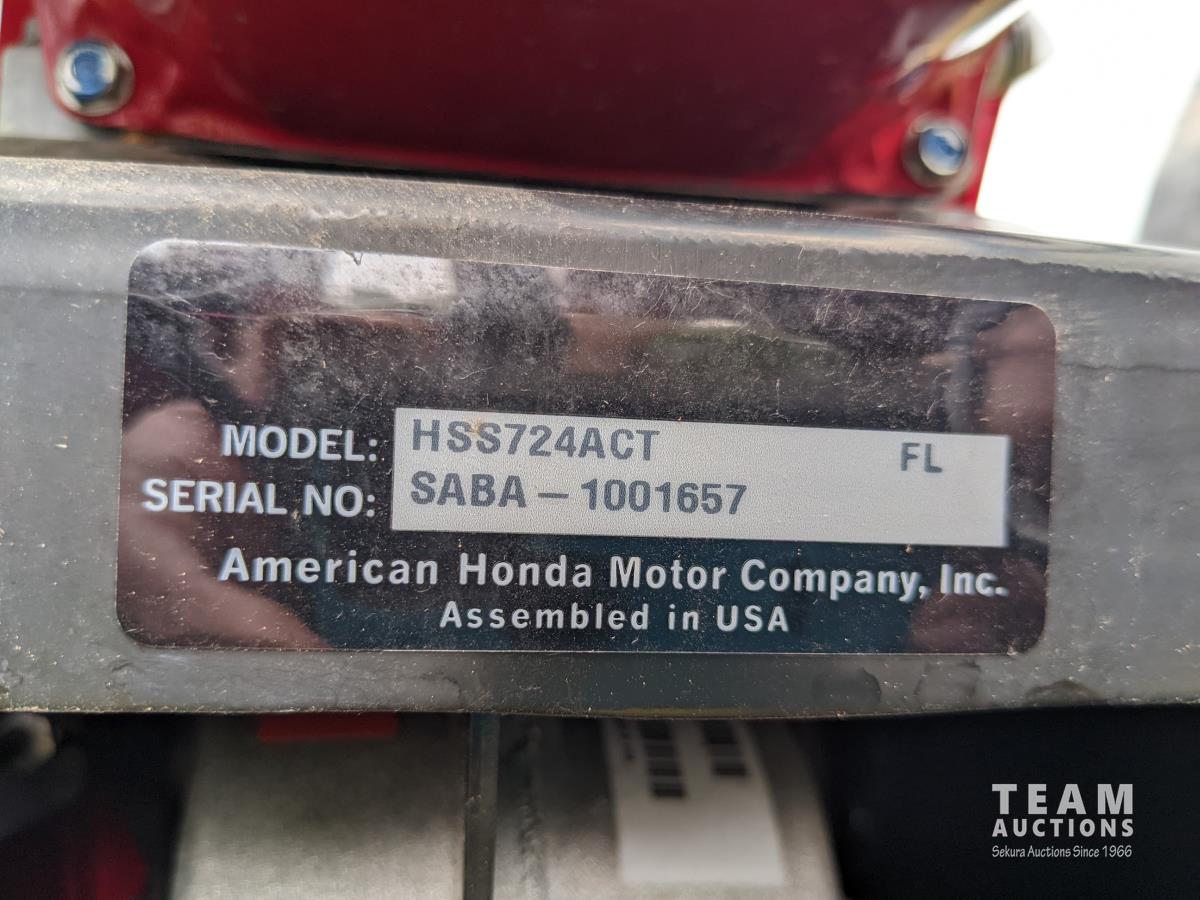 MODEL: HSS724ACT FL
SERIAL NO: SABA – 1001657
American Honda Motor Company, Inc.
Assembled in USA
TEAM
AUCTIONS
Sekura Auctions Since 1966